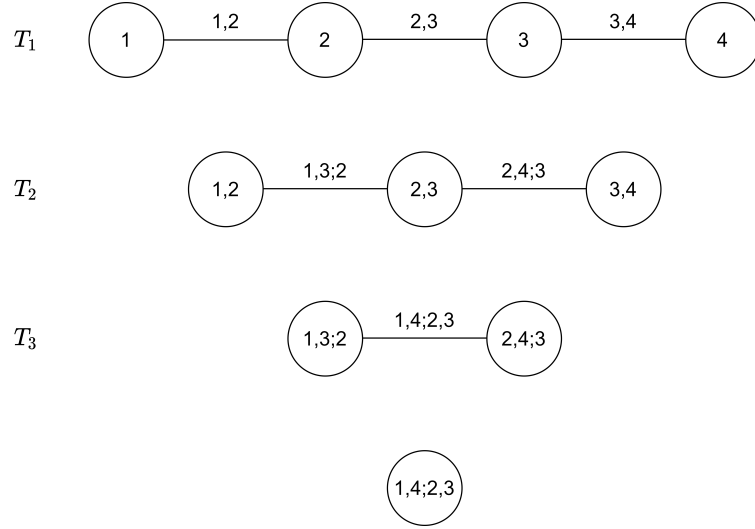 1,2 2,3 3,4
T₁ 1 2 3 4
1,3;2 2,4;3
T₂ 1,2 2,3 3,4
1,4;2,3
T₃ 1,3;2 2,4;3
1,4;2,3